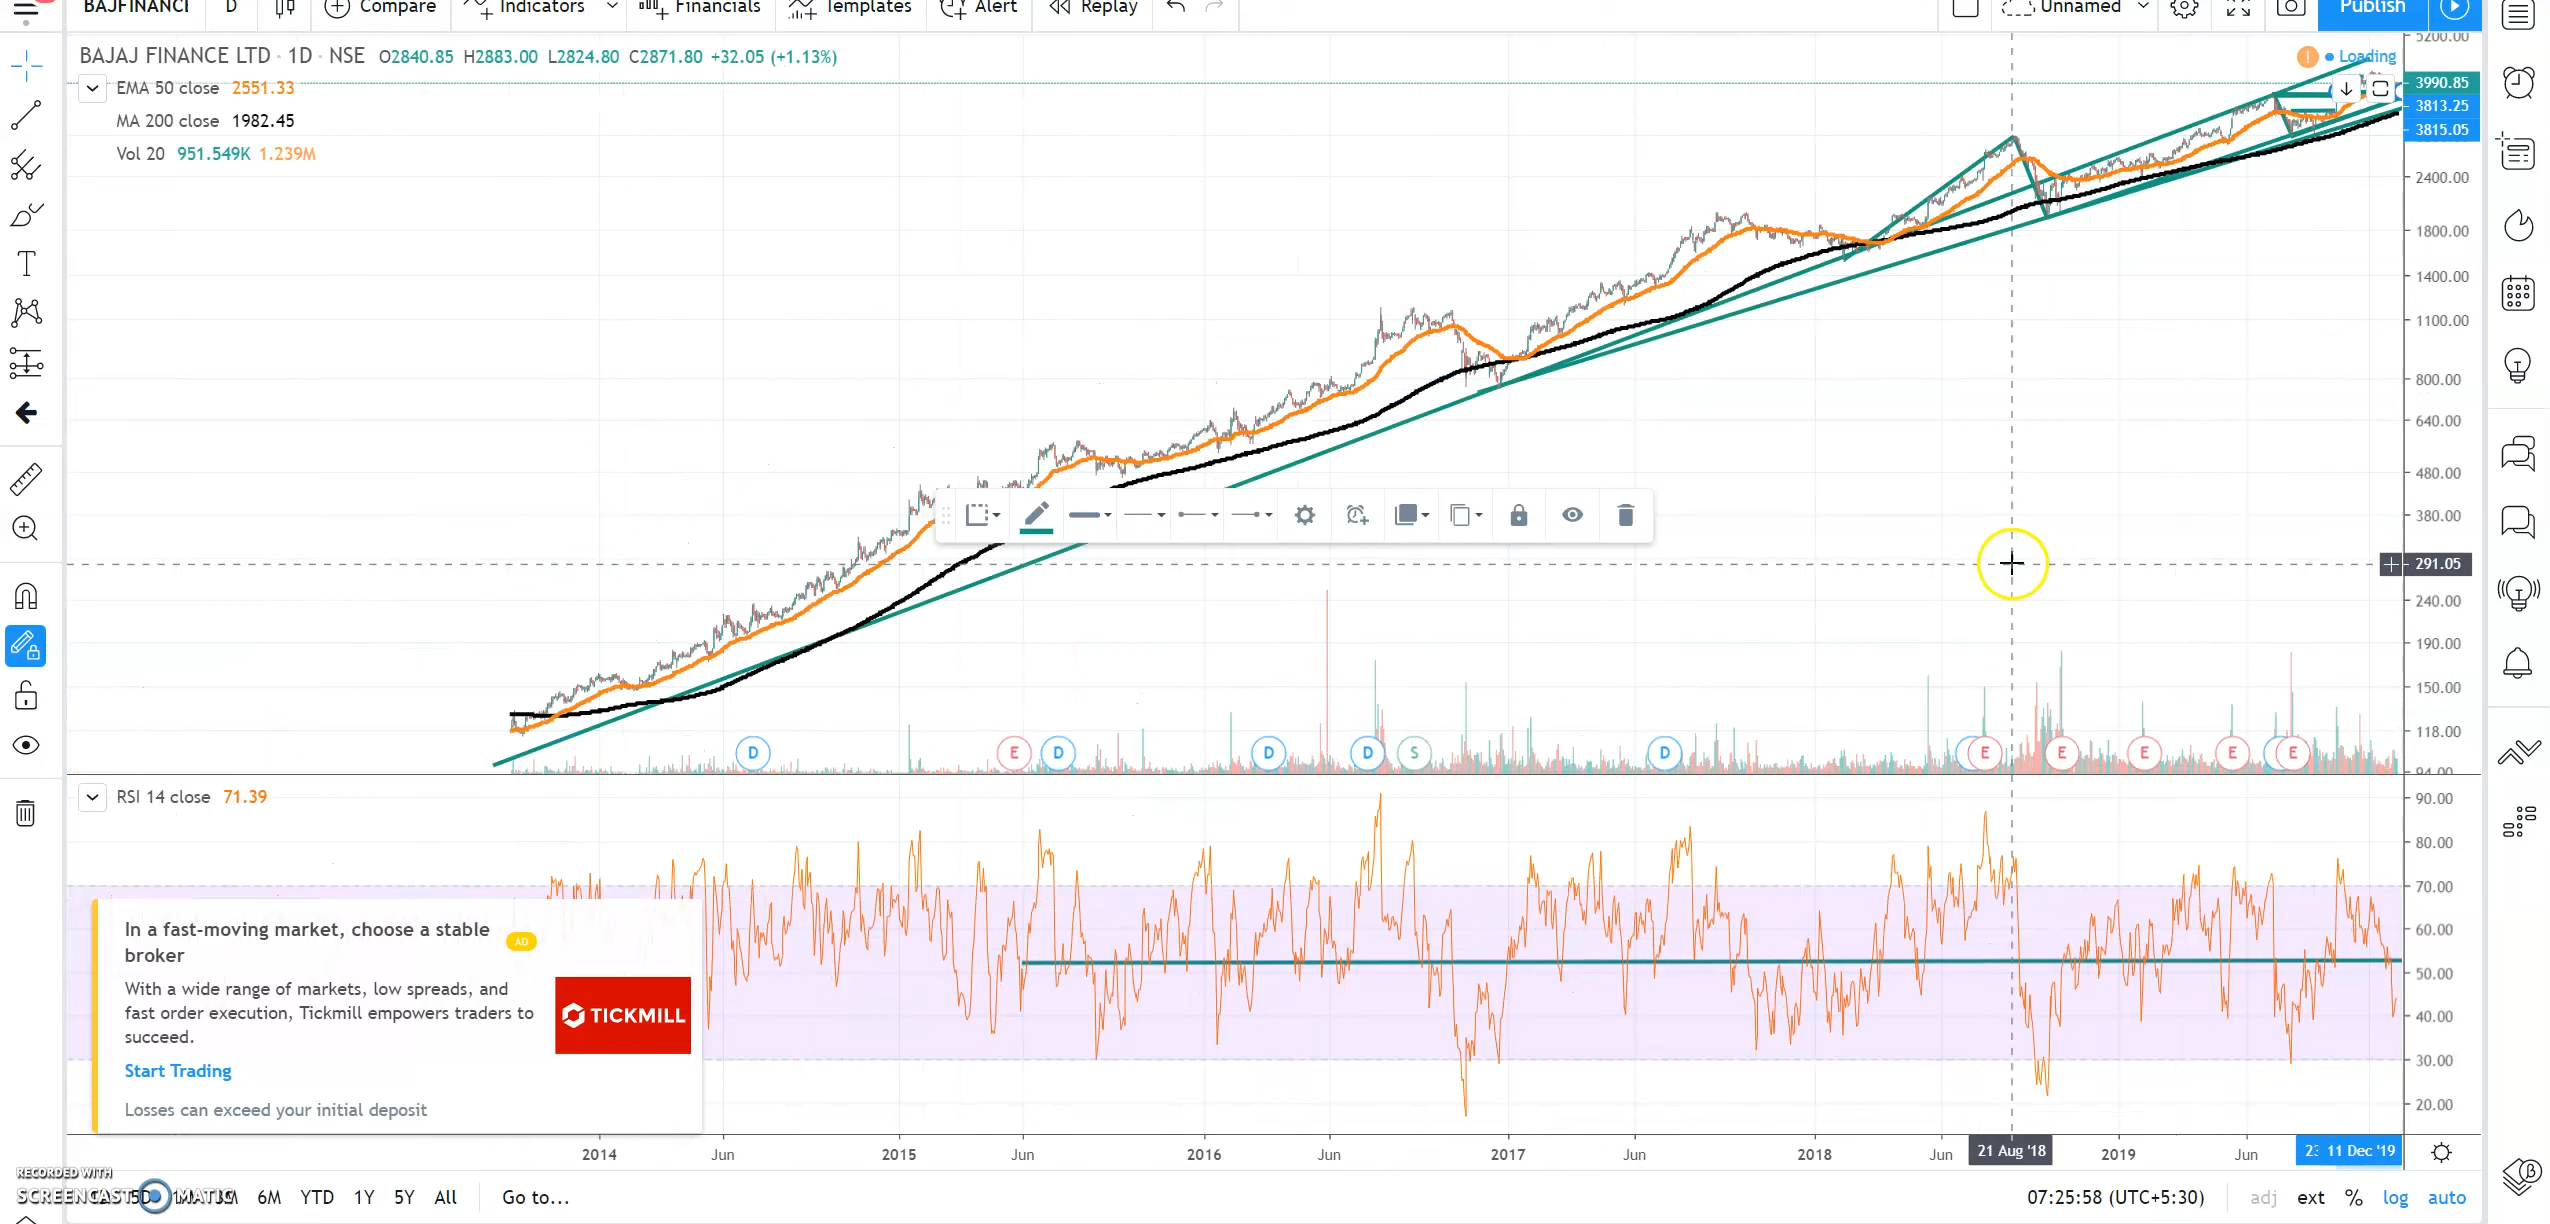 BAJFINANCE D Compare Indicators Financials Templates Alert Replay Unnamed Publish
BAJAJ FINANCE LTD · 1D · NSE O2840.85 H2883.00 L2824.80 C2871.80 +32.05 (+1.13%)
Loading
EMA 50 close 2551.33
MA 200 close 1982.45
Vol 20 951.549K 1.239M
5200.00
3990.85
3813.25
3815.05
2400.00
1800.00
1400.00
1100.00
800.00
640.00
480.00
380.00
291.05
240.00
190.00
150.00
118.00
94.00
D E D D D S D E E E E E
RSI 14 close 71.39
90.00
80.00
70.00
60.00
50.00
40.00
30.00
20.00
In a fast-moving market, choose a stable
broker
AD
With a wide range of markets, low spreads, and
fast order execution, Tickmill empowers traders to
succeed.
TICKMILL
Start Trading
Losses can exceed your initial deposit
2014 Jun 2015 Jun 2016 Jun 2017 Jun 2018 Jun 21 Aug '18 2019 Jun 11 Dec '19
RECORDED WITH
SCREENCAST MATIC
5D 1M 3M 6M YTD 1Y 5Y All Go to...
07:25:58 (UTC+5:30) adj ext % log auto